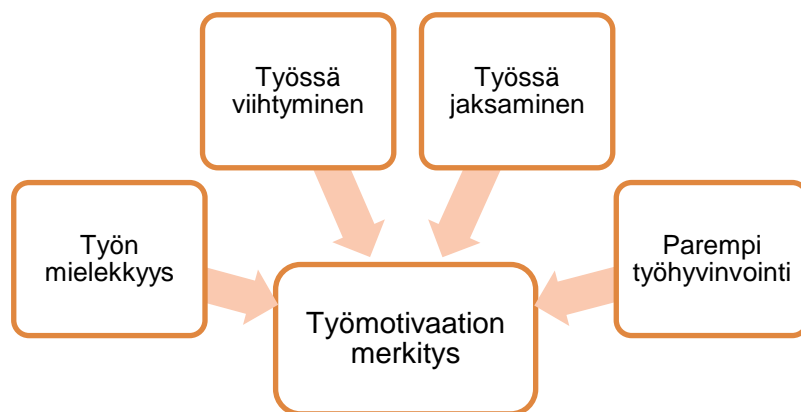 Työssä
viihtyminen
Työssä
jaksaminen
Työn
mielekkyys
Parempi
työhyvinvointi
Työmotivaation
merkitys